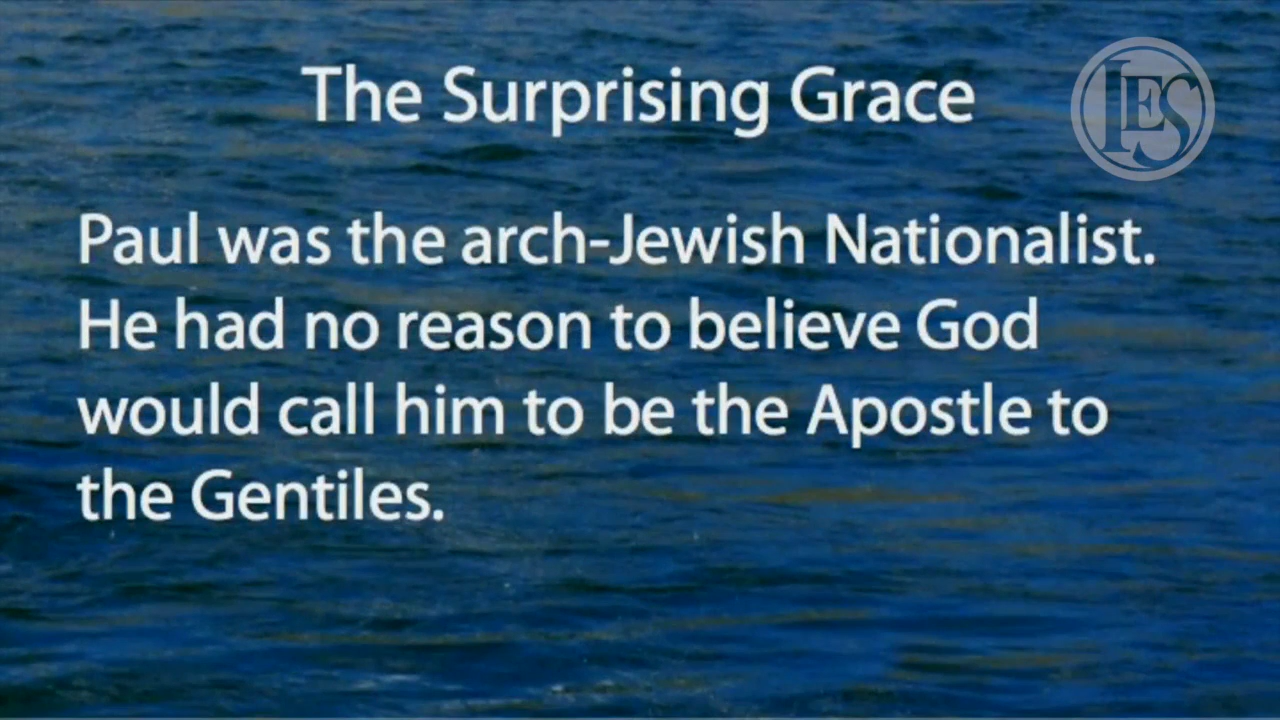 The Surprising Grace
IES
Paul was the arch-Jewish Nationalist.
He had no reason to believe God
would call him to be the Apostle to
the Gentiles.